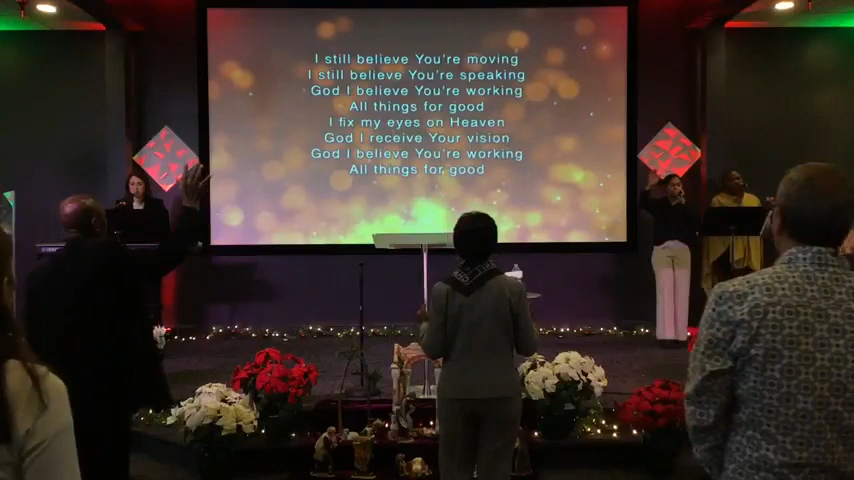 I still believe You're moving
I still believe You're speaking
God I believe You're working
All things for good
I fix my eyes on Heaven
God I receive Your vision
God I believe You're working
All things for good